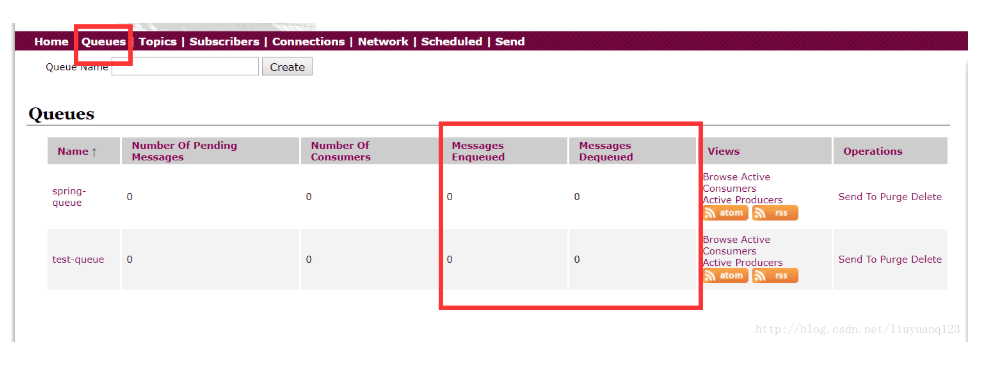 Home Queues | Topics | Subscribers | Connections | Network | Scheduled | Send
Queue Name Create
Queues
Name ↑ Number Of Pending Messages Number Of Consumers Messages Enqueued Messages Dequeued Views Operations
spring-queue 0 0 0 0 Browse Active Consumers Active Producers atom rss Send To Purge Delete
test-queue 0 0 0 0 Browse Active Consumers Active Producers atom rss Send To Purge Delete
http://blog.csdn.net/liuyuanq123